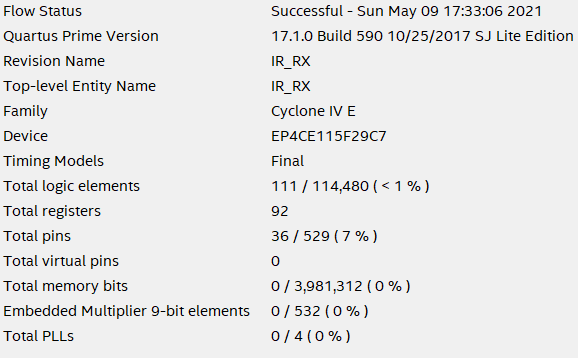 Flow Status Successful - Sun May 09 17:33:06 2021
Quartus Prime Version 17.1.0 Build 590 10/25/2017 SJ Lite Edition
Revision Name IR_RX
Top-level Entity Name IR_RX
Family Cyclone IV E
Device EP4CE115F29C7
Timing Models Final
Total logic elements 111 / 114,480 ( < 1 % )
Total registers 92
Total pins 36 / 529 ( 7 % )
Total virtual pins 0
Total memory bits 0 / 3,981,312 ( 0 % )
Embedded Multiplier 9-bit elements 0 / 532 ( 0 % )
Total PLLs 0 / 4 ( 0 % )